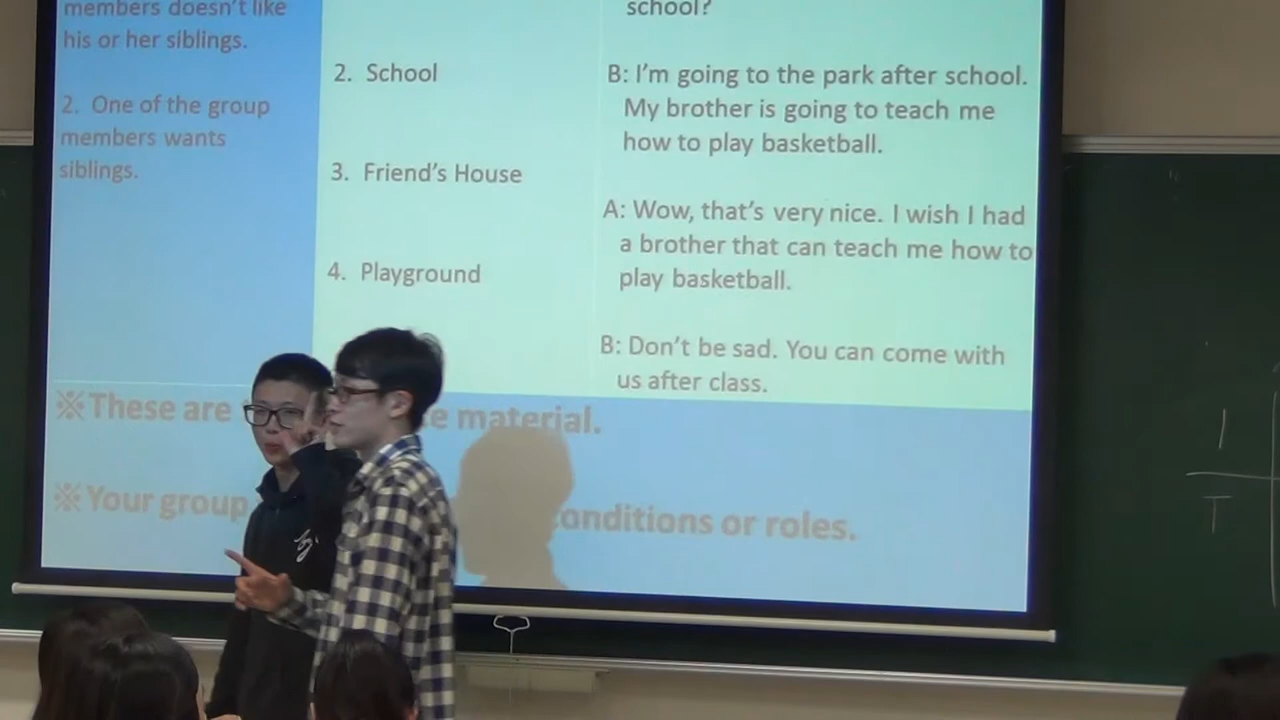 members doesn't like
his or her siblings.
2. One of the group
members wants
siblings.
2. School
3. Friend's House
4. Playground
school?
B: I'm going to the park after school.
My brother is going to teach me
how to play basketball.
A: Wow, that's very nice. I wish I had
a brother that can teach me how to
play basketball.
B: Don't be sad. You can come with
us after class.
※These are material.
※Your group onditions or roles.